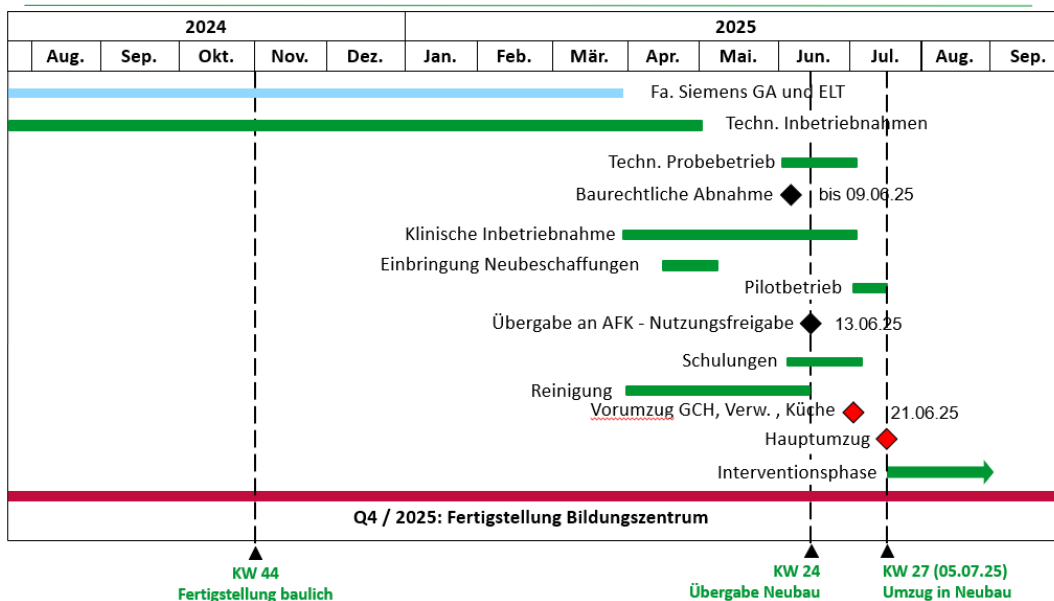 2024 2025
Aug. Sep. Okt. Nov. Dez. Jan. Feb. Mär. Apr. Mai. Jun. Jul. Aug. Sep.
Fa. Siemens GA und ELT
Techn. Inbetriebnahmen
Techn. Probebetrieb
Baurechtliche Abnahme bis 09.06.25
Klinische Inbetriebnahme
Einbringung Neubeschaffungen
Pilotbetrieb
Übergabe an AFK - Nutzungsfreigabe 13.06.25
Schulungen
Reinigung
Vorumzug GCH, Verw. , Küche 21.06.25
Hauptumzug
Interventionsphase
Q4 / 2025: Fertigstellung Bildungszentrum
KW 44
Fertigstellung baulich
KW 24
Übergabe Neubau
KW 27 (05.07.25)
Umzug in Neubau